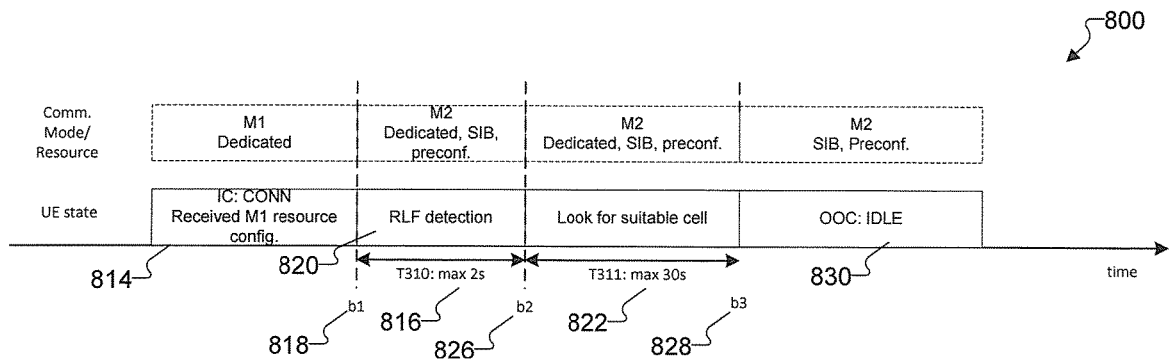 800
Comm.
Mode/
Resource
M1
Dedicated
M2
Dedicated, SIB,
preconf.
M2
Dedicated, SIB, preconf.
M2
SIB, Preconf.
UE state
IC: CONN
Received M1 resource
config.
RLF detection
Look for suitable cell
OOC: IDLE
814
820
T310: max 2s
T311: max 30s
830
time
b1
816
b2
822
b3
818
826
828